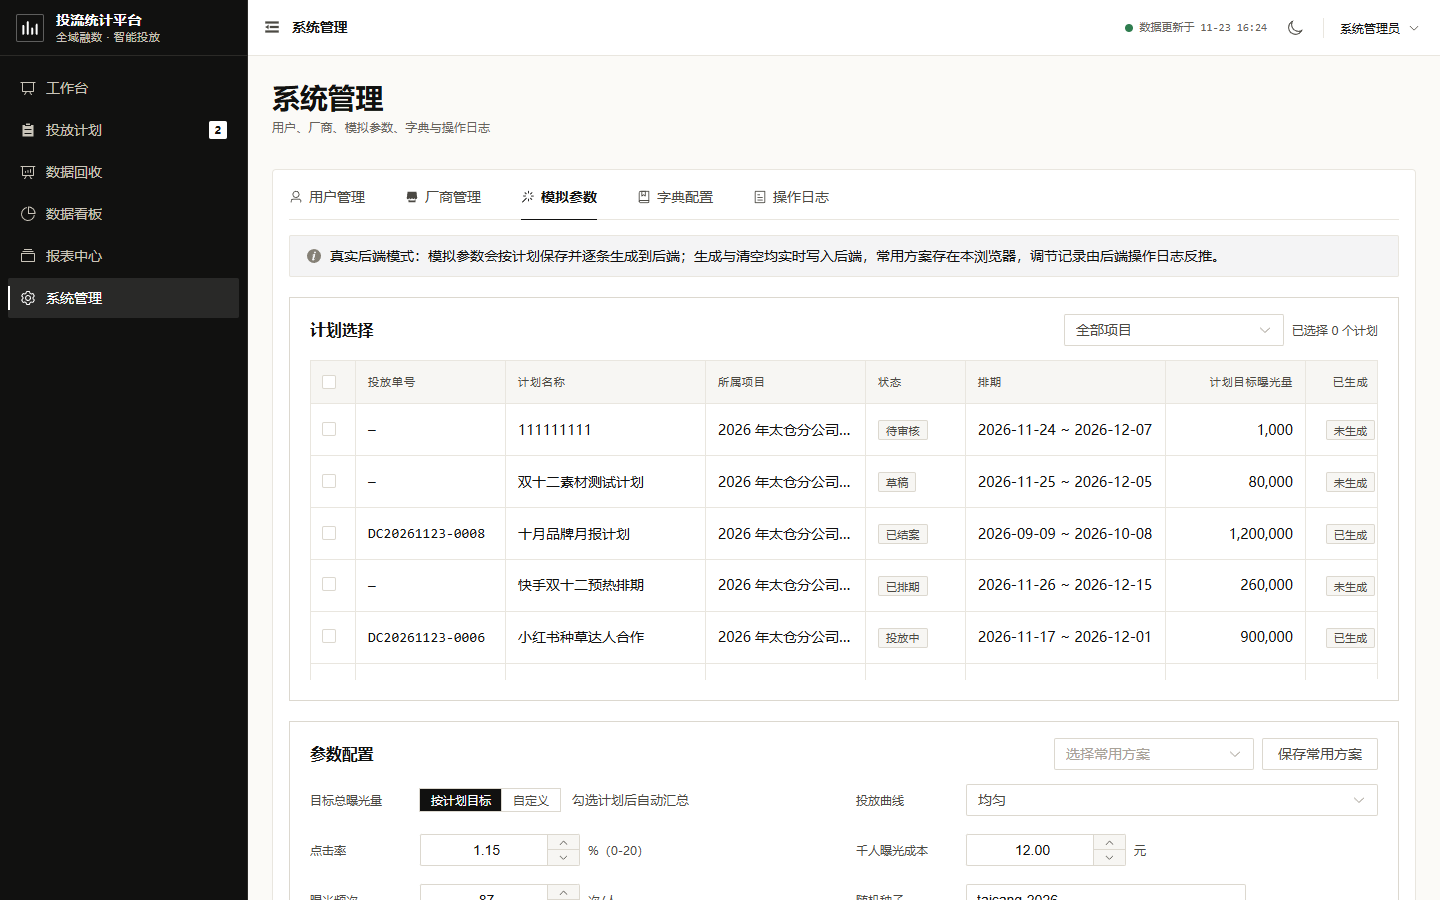 投流统计平台
全域融数 · 智能投放
工作台
投放计划 2
数据回收
数据看板
报表中心
系统管理
系统管理
数据更新于 11-23 16:24
系统管理员
系统管理
用户、厂商、模拟参数、字典与操作日志
用户管理 厂商管理 模拟参数 字典配置 操作日志
真实后端模式：模拟参数会按计划保存并逐条生成到后端；生成与清空均实时写入后端，常用方案存在本浏览器，调节记录由后端操作日志反推。
计划选择 全部项目 已选择 0 个计划
投放单号 计划名称 所属项目 状态 排期 计划目标曝光量 已生成
– 111111111 2026 年太仓分公司... 待审核 2026-11-24 ~ 2026-12-07 1,000 未生成
– 双十二素材测试计划 2026 年太仓分公司... 草稿 2026-11-25 ~ 2026-12-05 80,000 未生成
DC20261123-0008 十月品牌月报计划 2026 年太仓分公司... 已结案 2026-09-09 ~ 2026-10-08 1,200,000 已生成
– 快手双十二预热排期 2026 年太仓分公司... 已排期 2026-11-26 ~ 2026-12-15 260,000 未生成
DC20261123-0006 小红书种草达人合作 2026 年太仓分公司... 投放中 2026-11-17 ~ 2026-12-01 900,000 已生成
参数配置 选择常用方案 保存常用方案
目标总曝光量 按计划目标 自定义 勾选计划后自动汇总 投放曲线 均匀
点击率 1.15 %（0-20） 千人曝光成本 12.00 元
曝光频次 87 次/人 随机种子 taicang-2026